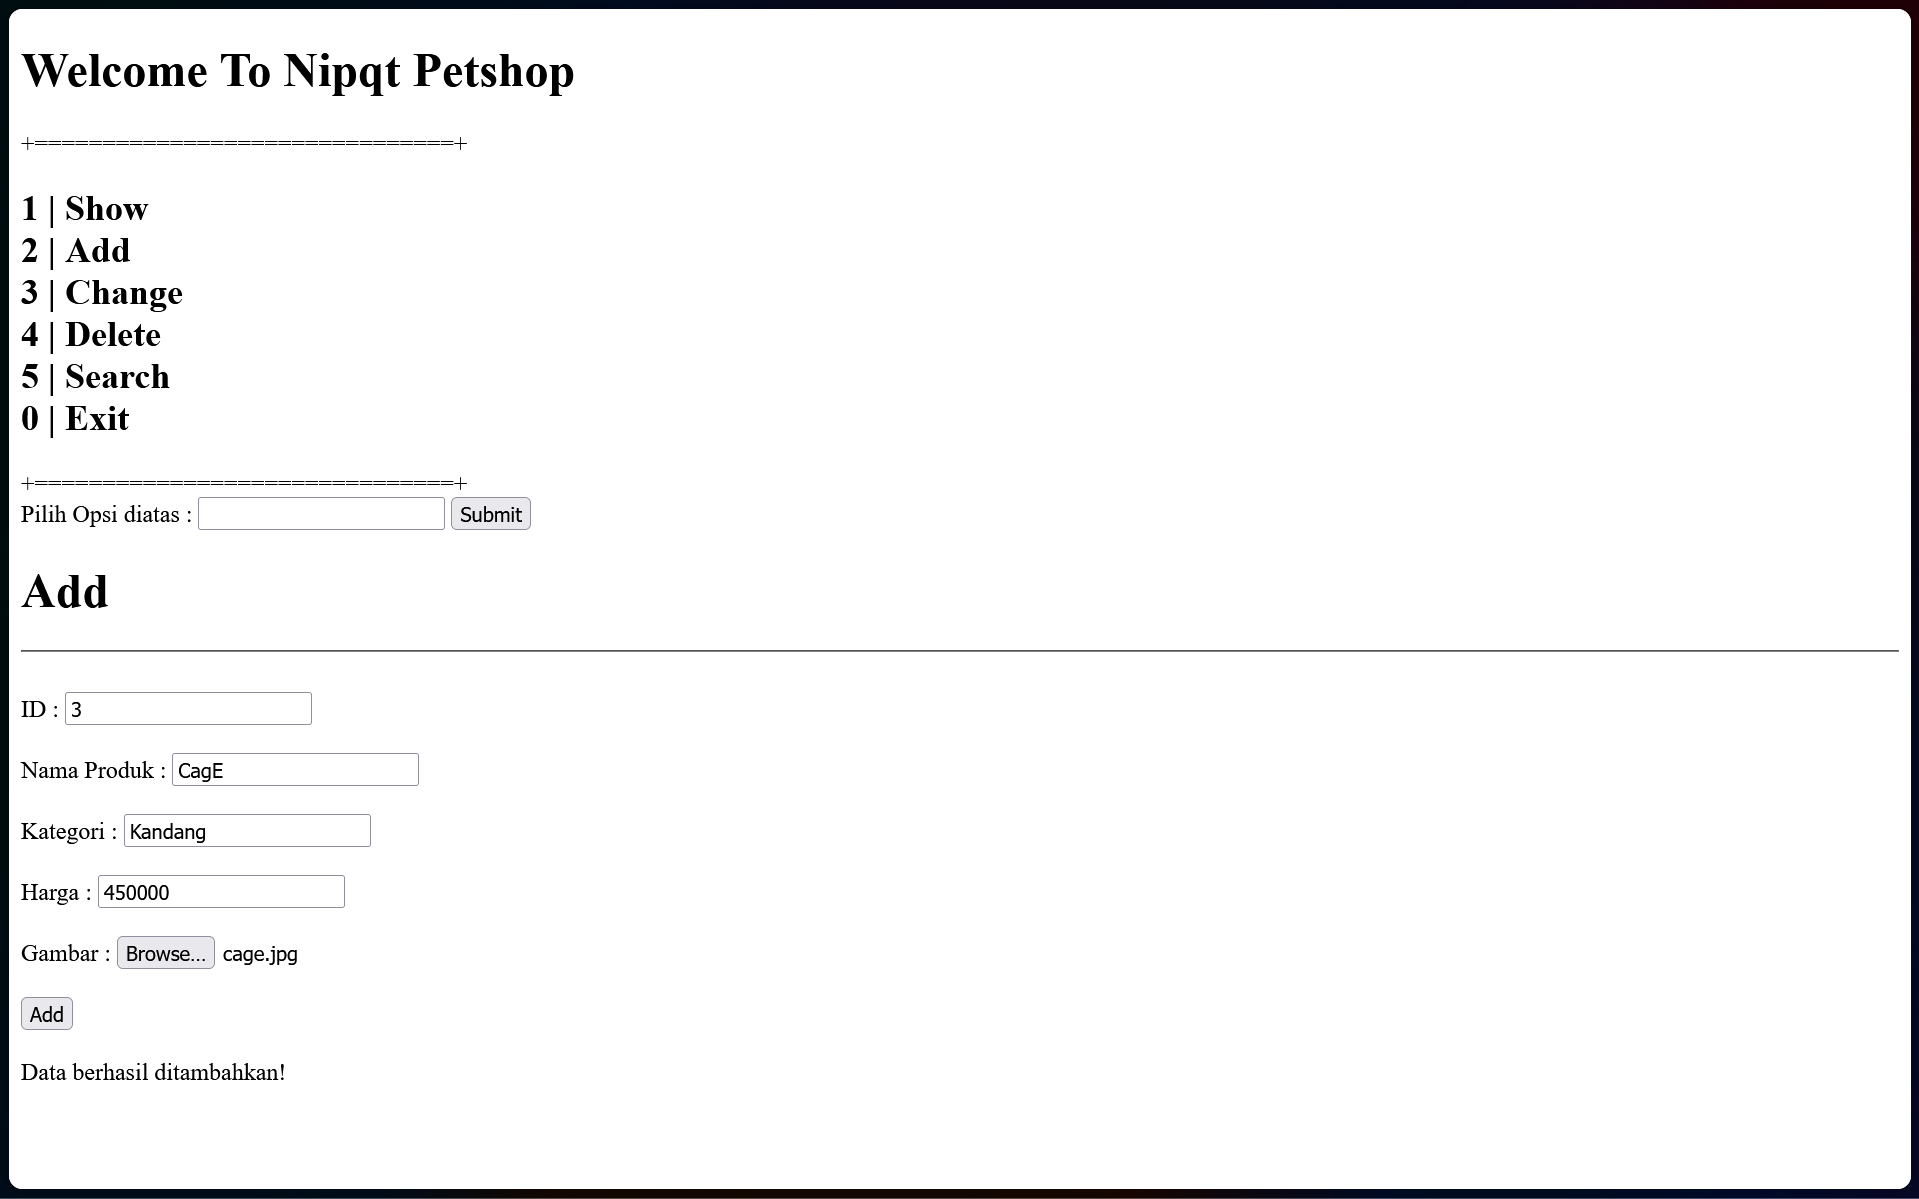 Welcome To Nipqt Petshop
+===============================+
1 | Show
2 | Add
3 | Change
4 | Delete
5 | Search
0 | Exit
+===============================+
Pilih Opsi diatas : Submit
Add
ID : 3
Nama Produk : CagE
Kategori : Kandang
Harga : 450000
Gambar : Browse... cage.jpg
Add
Data berhasil ditambahkan!